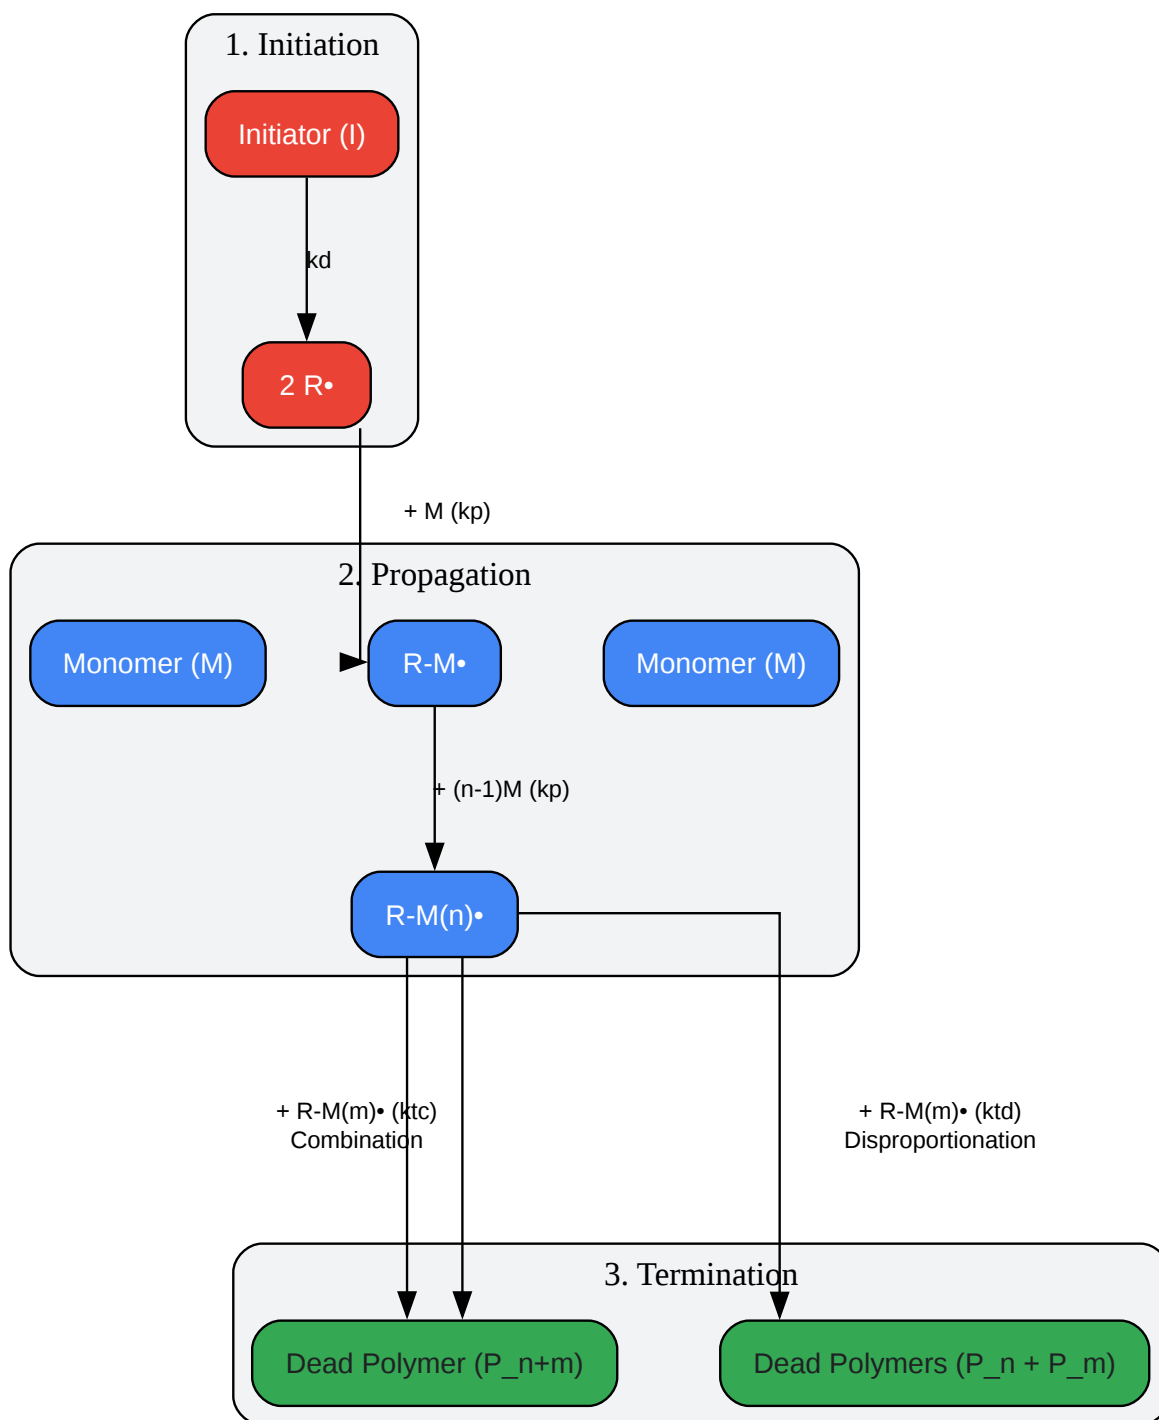 1. Initiation
Initiator (I)
kd
2 R•
+ M (kp)
2. Propagation
Monomer (M)
R-M•
Monomer (M)
+ (n-1)M (kp)
R-M(n)•
+ R-M(m)• (ktc)
Combination
+ R-M(m)• (ktd)
Disproportionation
3. Termination
Dead Polymer (P_n+m)
Dead Polymers (P_n + P_m)